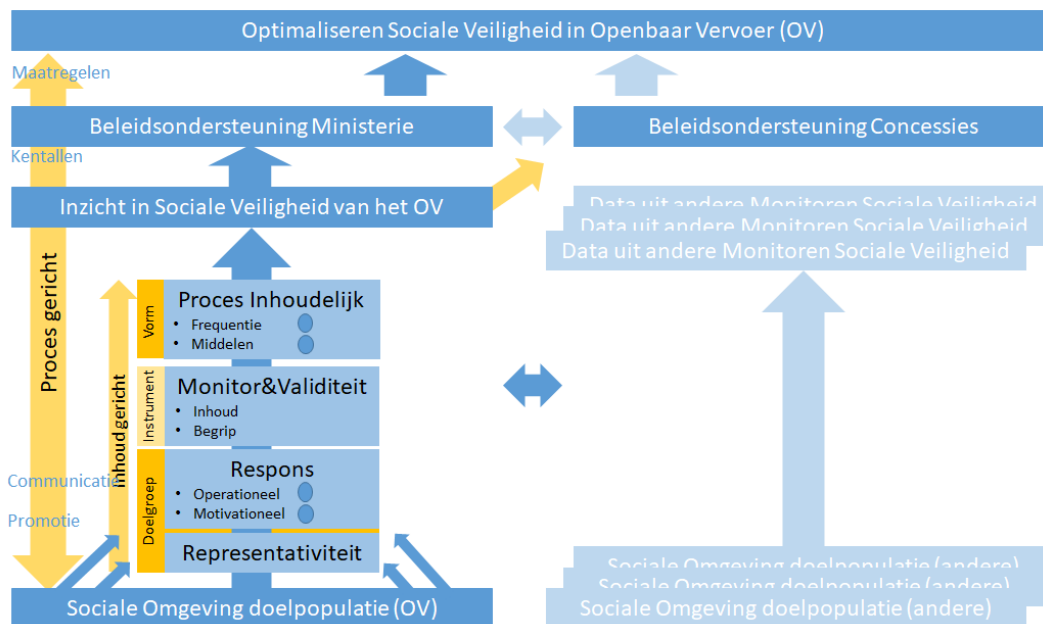 Optimaliseren Sociale Veiligheid in Openbaar Vervoer (OV)
Maatregelen
Beleidsondersteuning Ministerie
Beleidsondersteuning Concessies
Kentallen
Inzicht in Sociale Veiligheid van het OV
Data uit andere Monitoren Sociale Veiligheid
Data uit andere Monitoren Sociale Veiligheid
Data uit andere Monitoren Sociale Veiligheid
Proces gericht
Inhoud gericht
Vorm
Proces Inhoudelijk
• Frequentie
• Middelen
Instrument
Monitor&Validiteit
• Inhoud
• Begrip
Doelgroep
Respons
• Operationeel
• Motivationeel
Representativiteit
Communicatie
Promotie
Sociale Omgeving doelpopulatie (OV)
Sociale Omgeving doelpopulatie (andere)
Sociale Omgeving doelpopulatie (andere)
Sociale Omgeving doelpopulatie (andere)